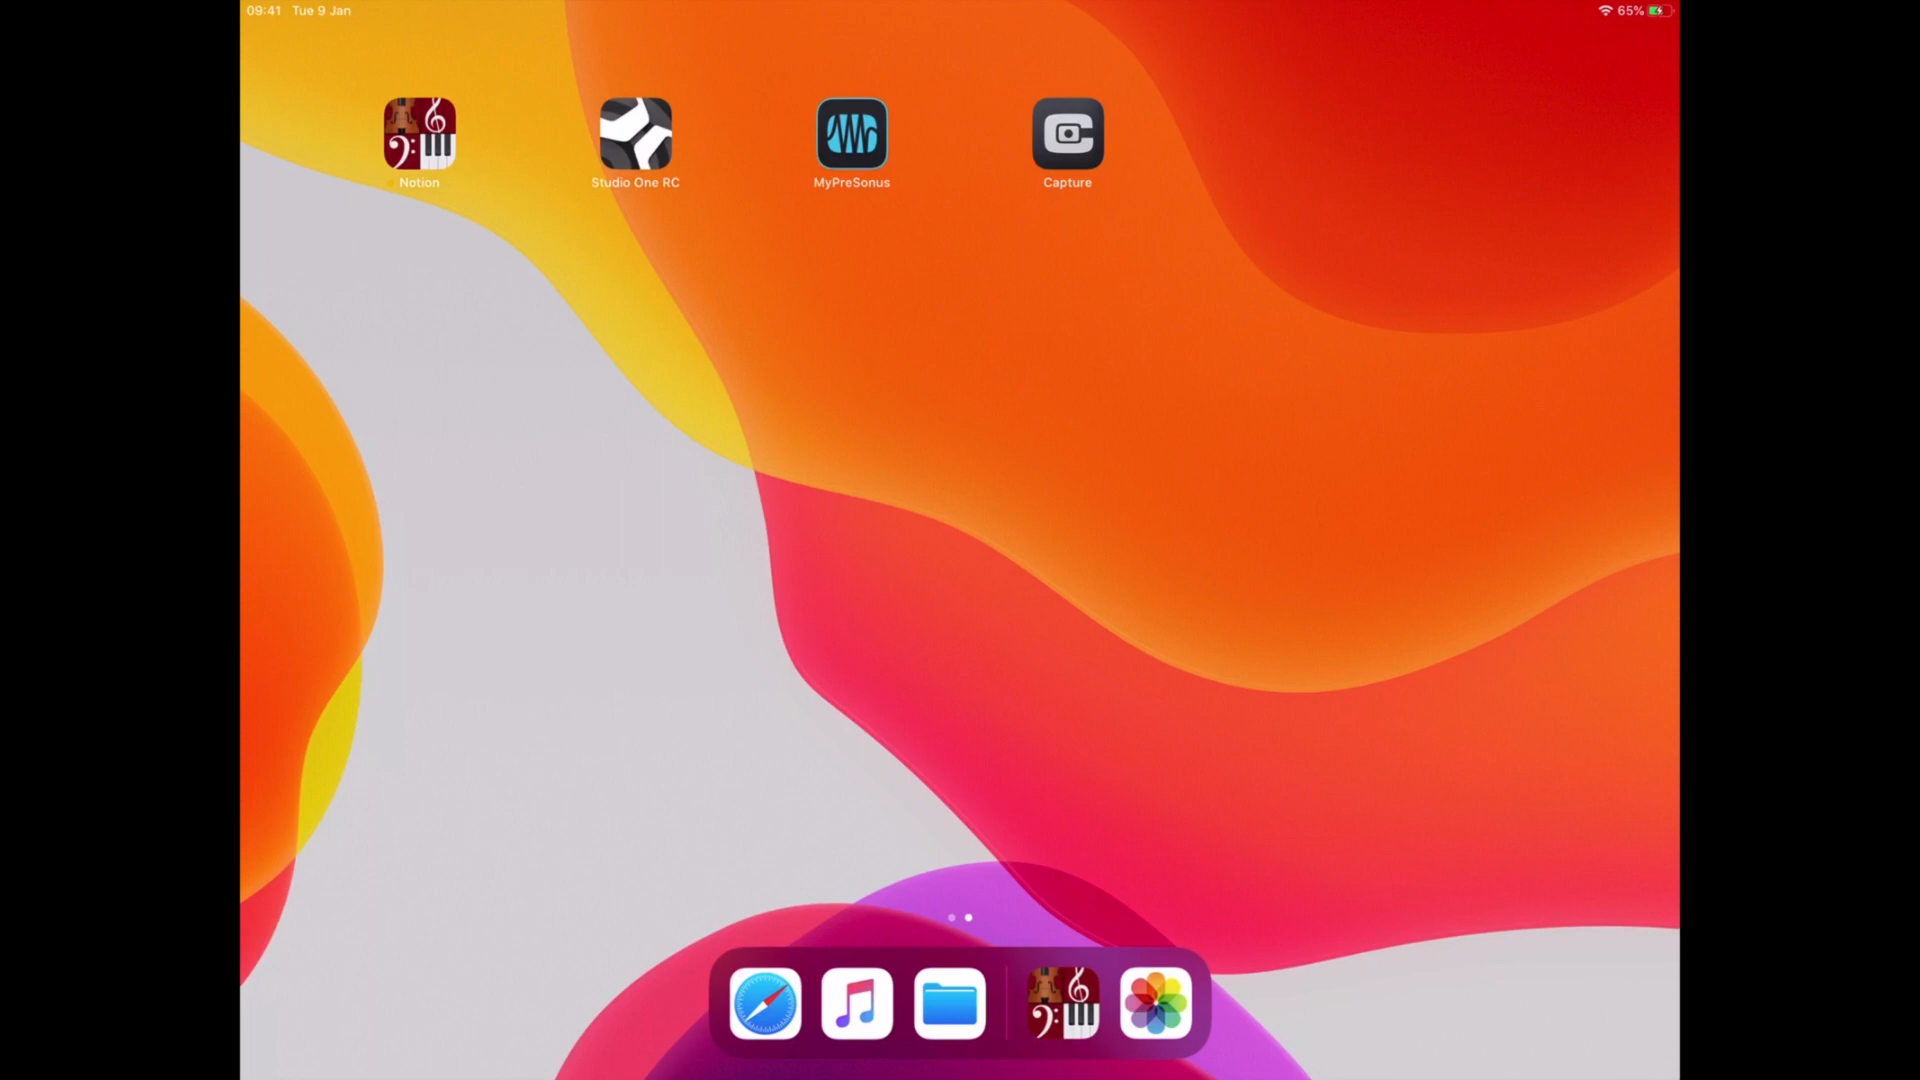 09:41 Tue 9 Jan
65%
Notion
Studio One RC
MyPreSonus
Capture